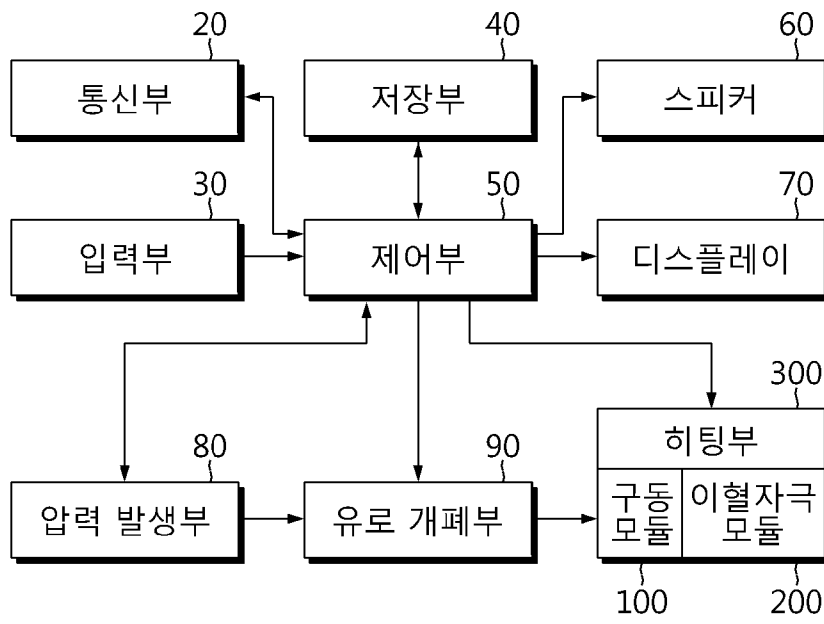 20
통신부
40
저장부
60
스피커
30
입력부
50
제어부
70
디스플레이
80
압력 발생부
90
유로 개폐부
300
히팅부
구동
모듈
이혈자극
모듈
100
200